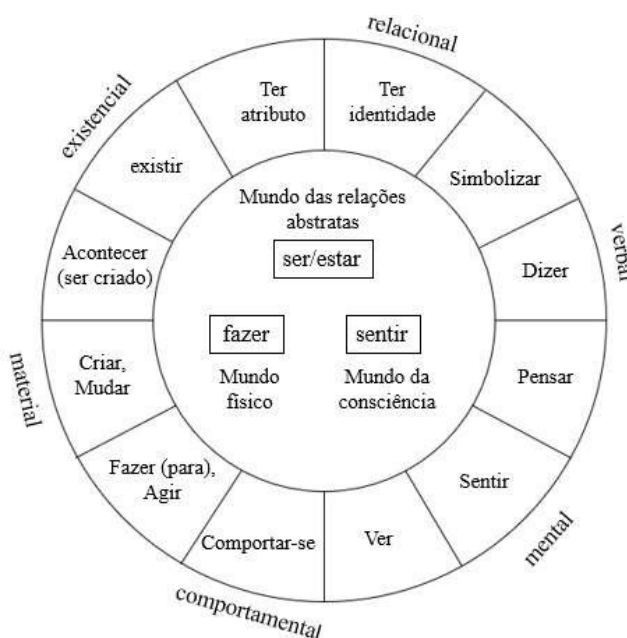 relacional
Ter
atributo
Ter
identidade
existencial
existir
Simbolizar
Mundo das relações
abstratas
ser/estar
verbal
Acontecer
(ser criado)
Dizer
fazer
sentir
material
Criar,
Mudar
Mundo
físico
Mundo da
consciência
Pensar
Fazer (para),
Agir
Sentir
mental
Comportar-se
Ver
comportamental